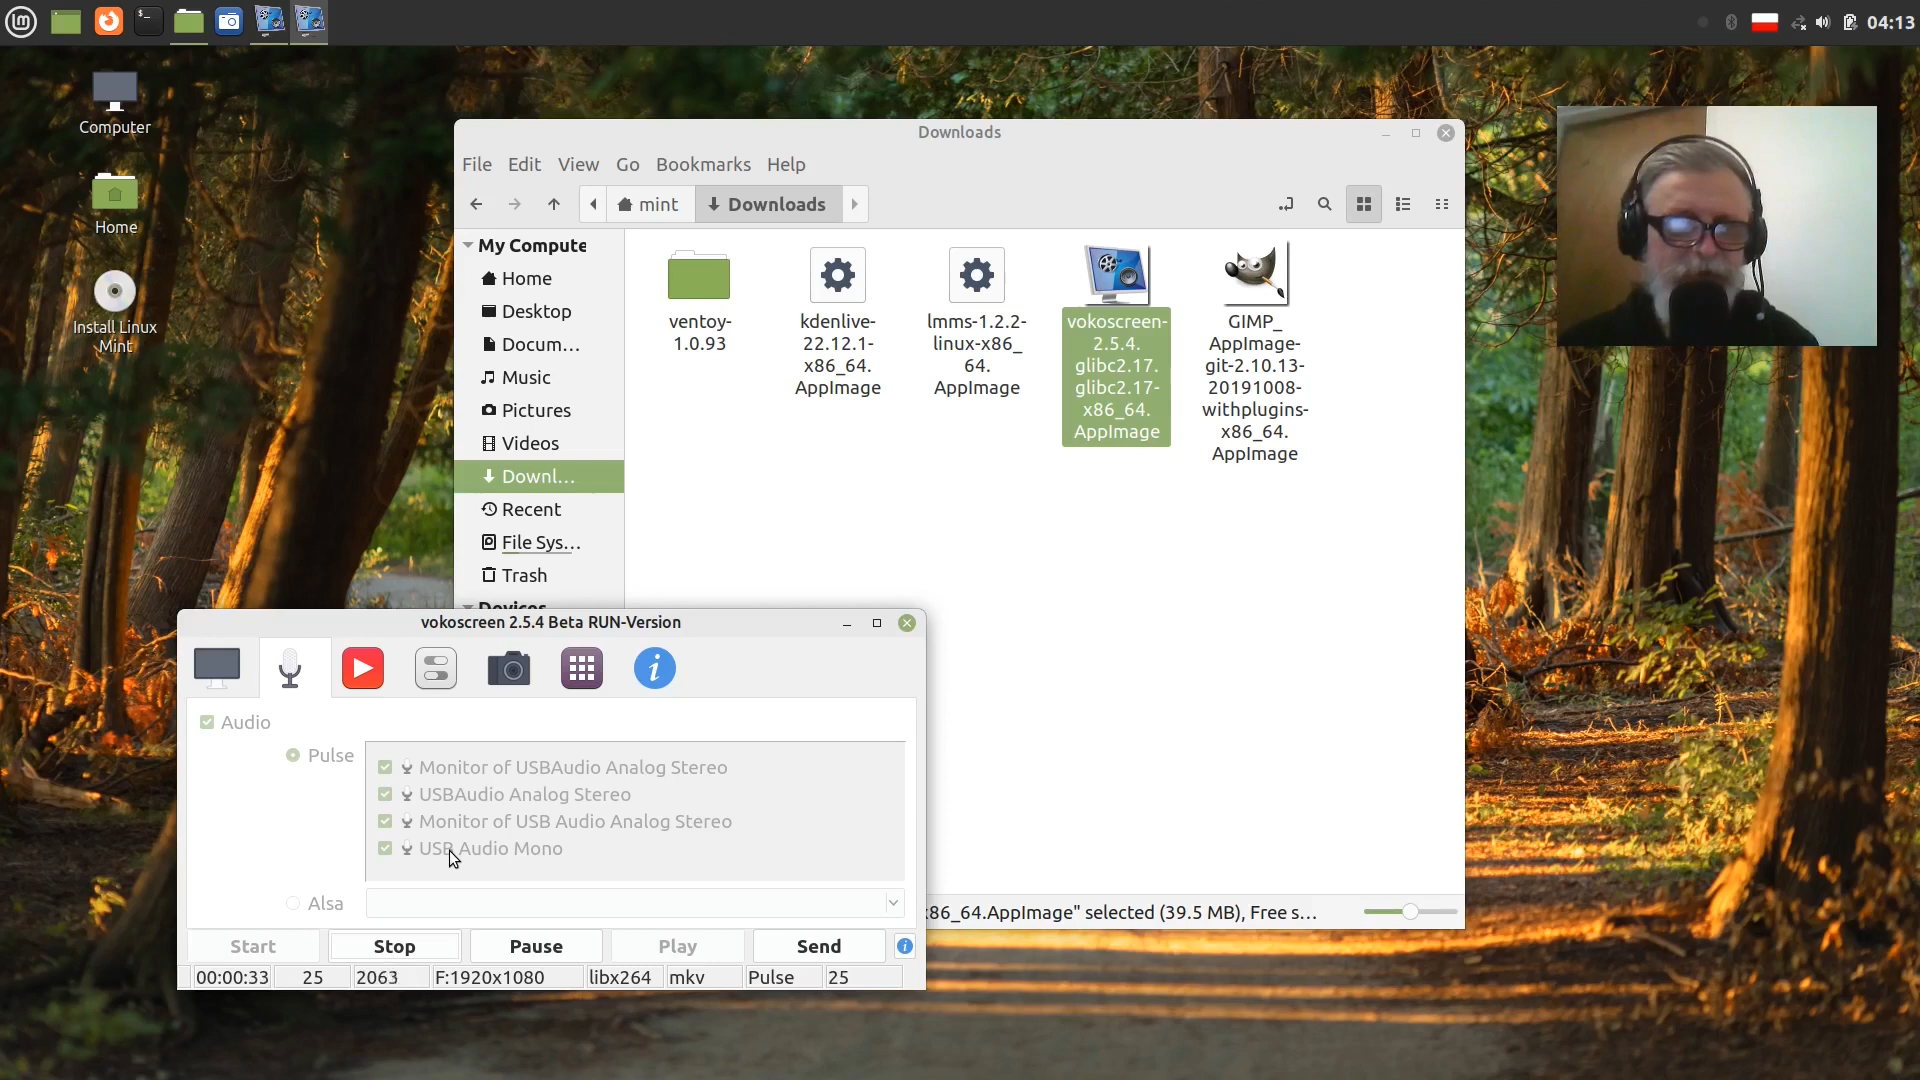 04:13
Computer
Home
Install Linux
Mint
Downloads
File Edit View Go Bookmarks Help
mint
Downloads
My Compute
Home
Desktop
Docum...
Music
Pictures
Videos
Downl...
Recent
File Sys...
Trash
Devices
ventoy-
1.0.93
kdenlive-
22.12.1-
x86_64.
AppImage
lmms-1.2.2-
linux-x86_
64.
AppImage
vokoscreen-
2.5.4.
glibc2.17.
glibc2.17-
x86_64.
AppImage
GIMP_
AppImage-
git-2.10.13-
20191008-
withplugins-
x86_64.
AppImage
x86_64.AppImage" selected (39.5 MB), Free s...
vokoscreen 2.5.4 Beta RUN-Version
Audio
Pulse
Monitor of USBAudio Analog Stereo
USBAudio Analog Stereo
Monitor of USB Audio Analog Stereo
USB Audio Mono
Alsa
Start Stop Pause Play Send
00:00:33 25 2063 F:1920x1080 libx264 mkv Pulse 25